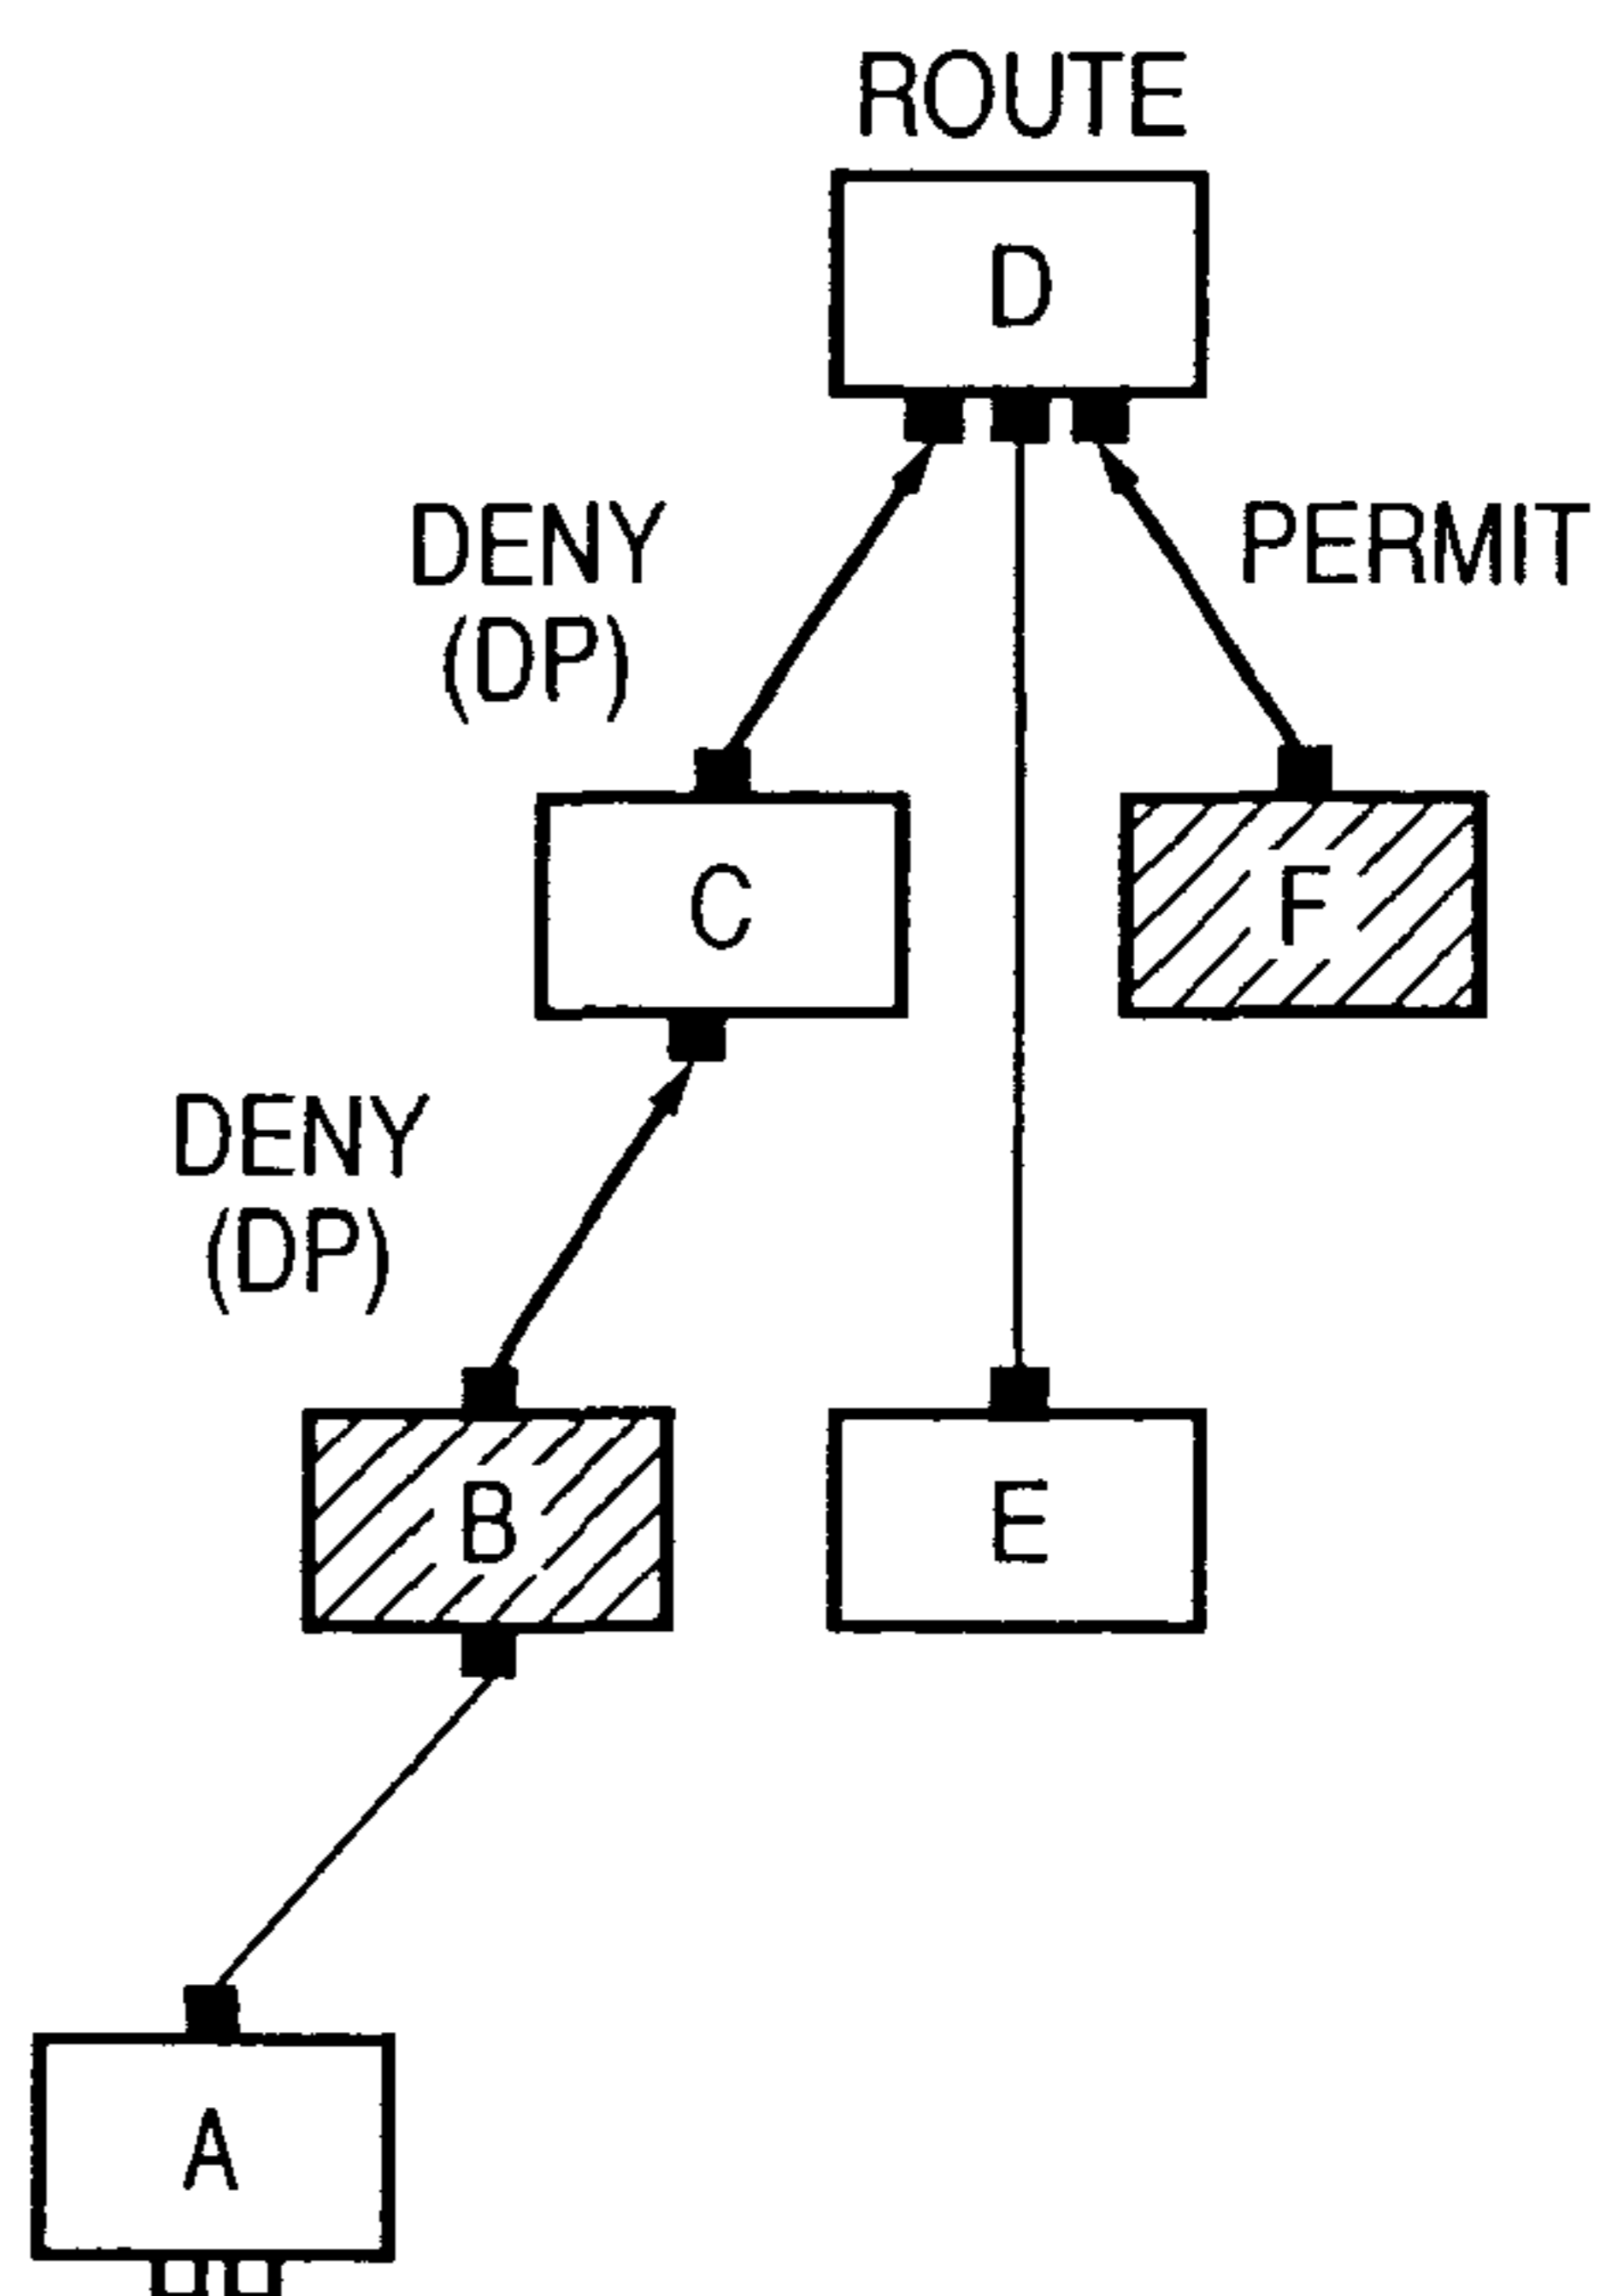 ROUTE
D
DENY
(DP)
PERMIT
C
F
DENY
(DP)
B
E
A